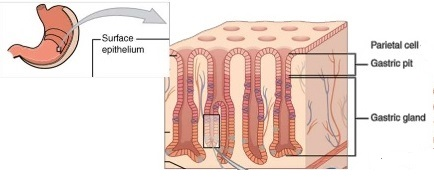 Surface
epithelium
Parietal cell
Gastric pit
Gastric gland